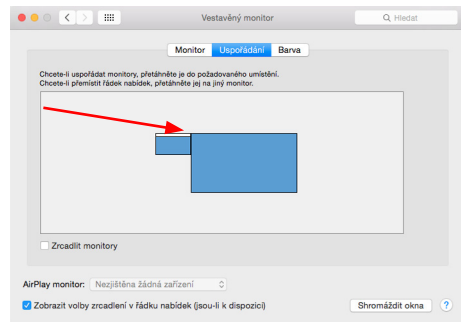 Vestavěný monitor
Hledat
Monitor Uspořádání Barva
Chcete-li uspořádat monitory, přetáhněte je do požadovaného umístění.
Chcete-li přemístit řádek nabídek, přetáhněte jej na jiný monitor.
Zrcadlit monitory
AirPlay monitor: Nezjištěna žádná zařízení
Zobrazit volby zrcadlení v řádku nabídek (jsou-li k dispozici)
Shromáždit okna ?